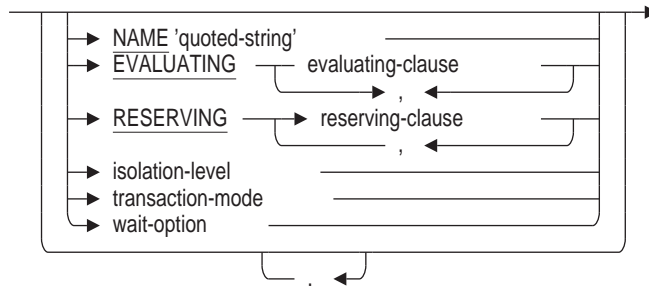 NAME 'quoted-string’
EVALUATING evaluating-clause
,
RESERVING reserving-clause
,
isolation-level
transaction-mode
wait-option
,